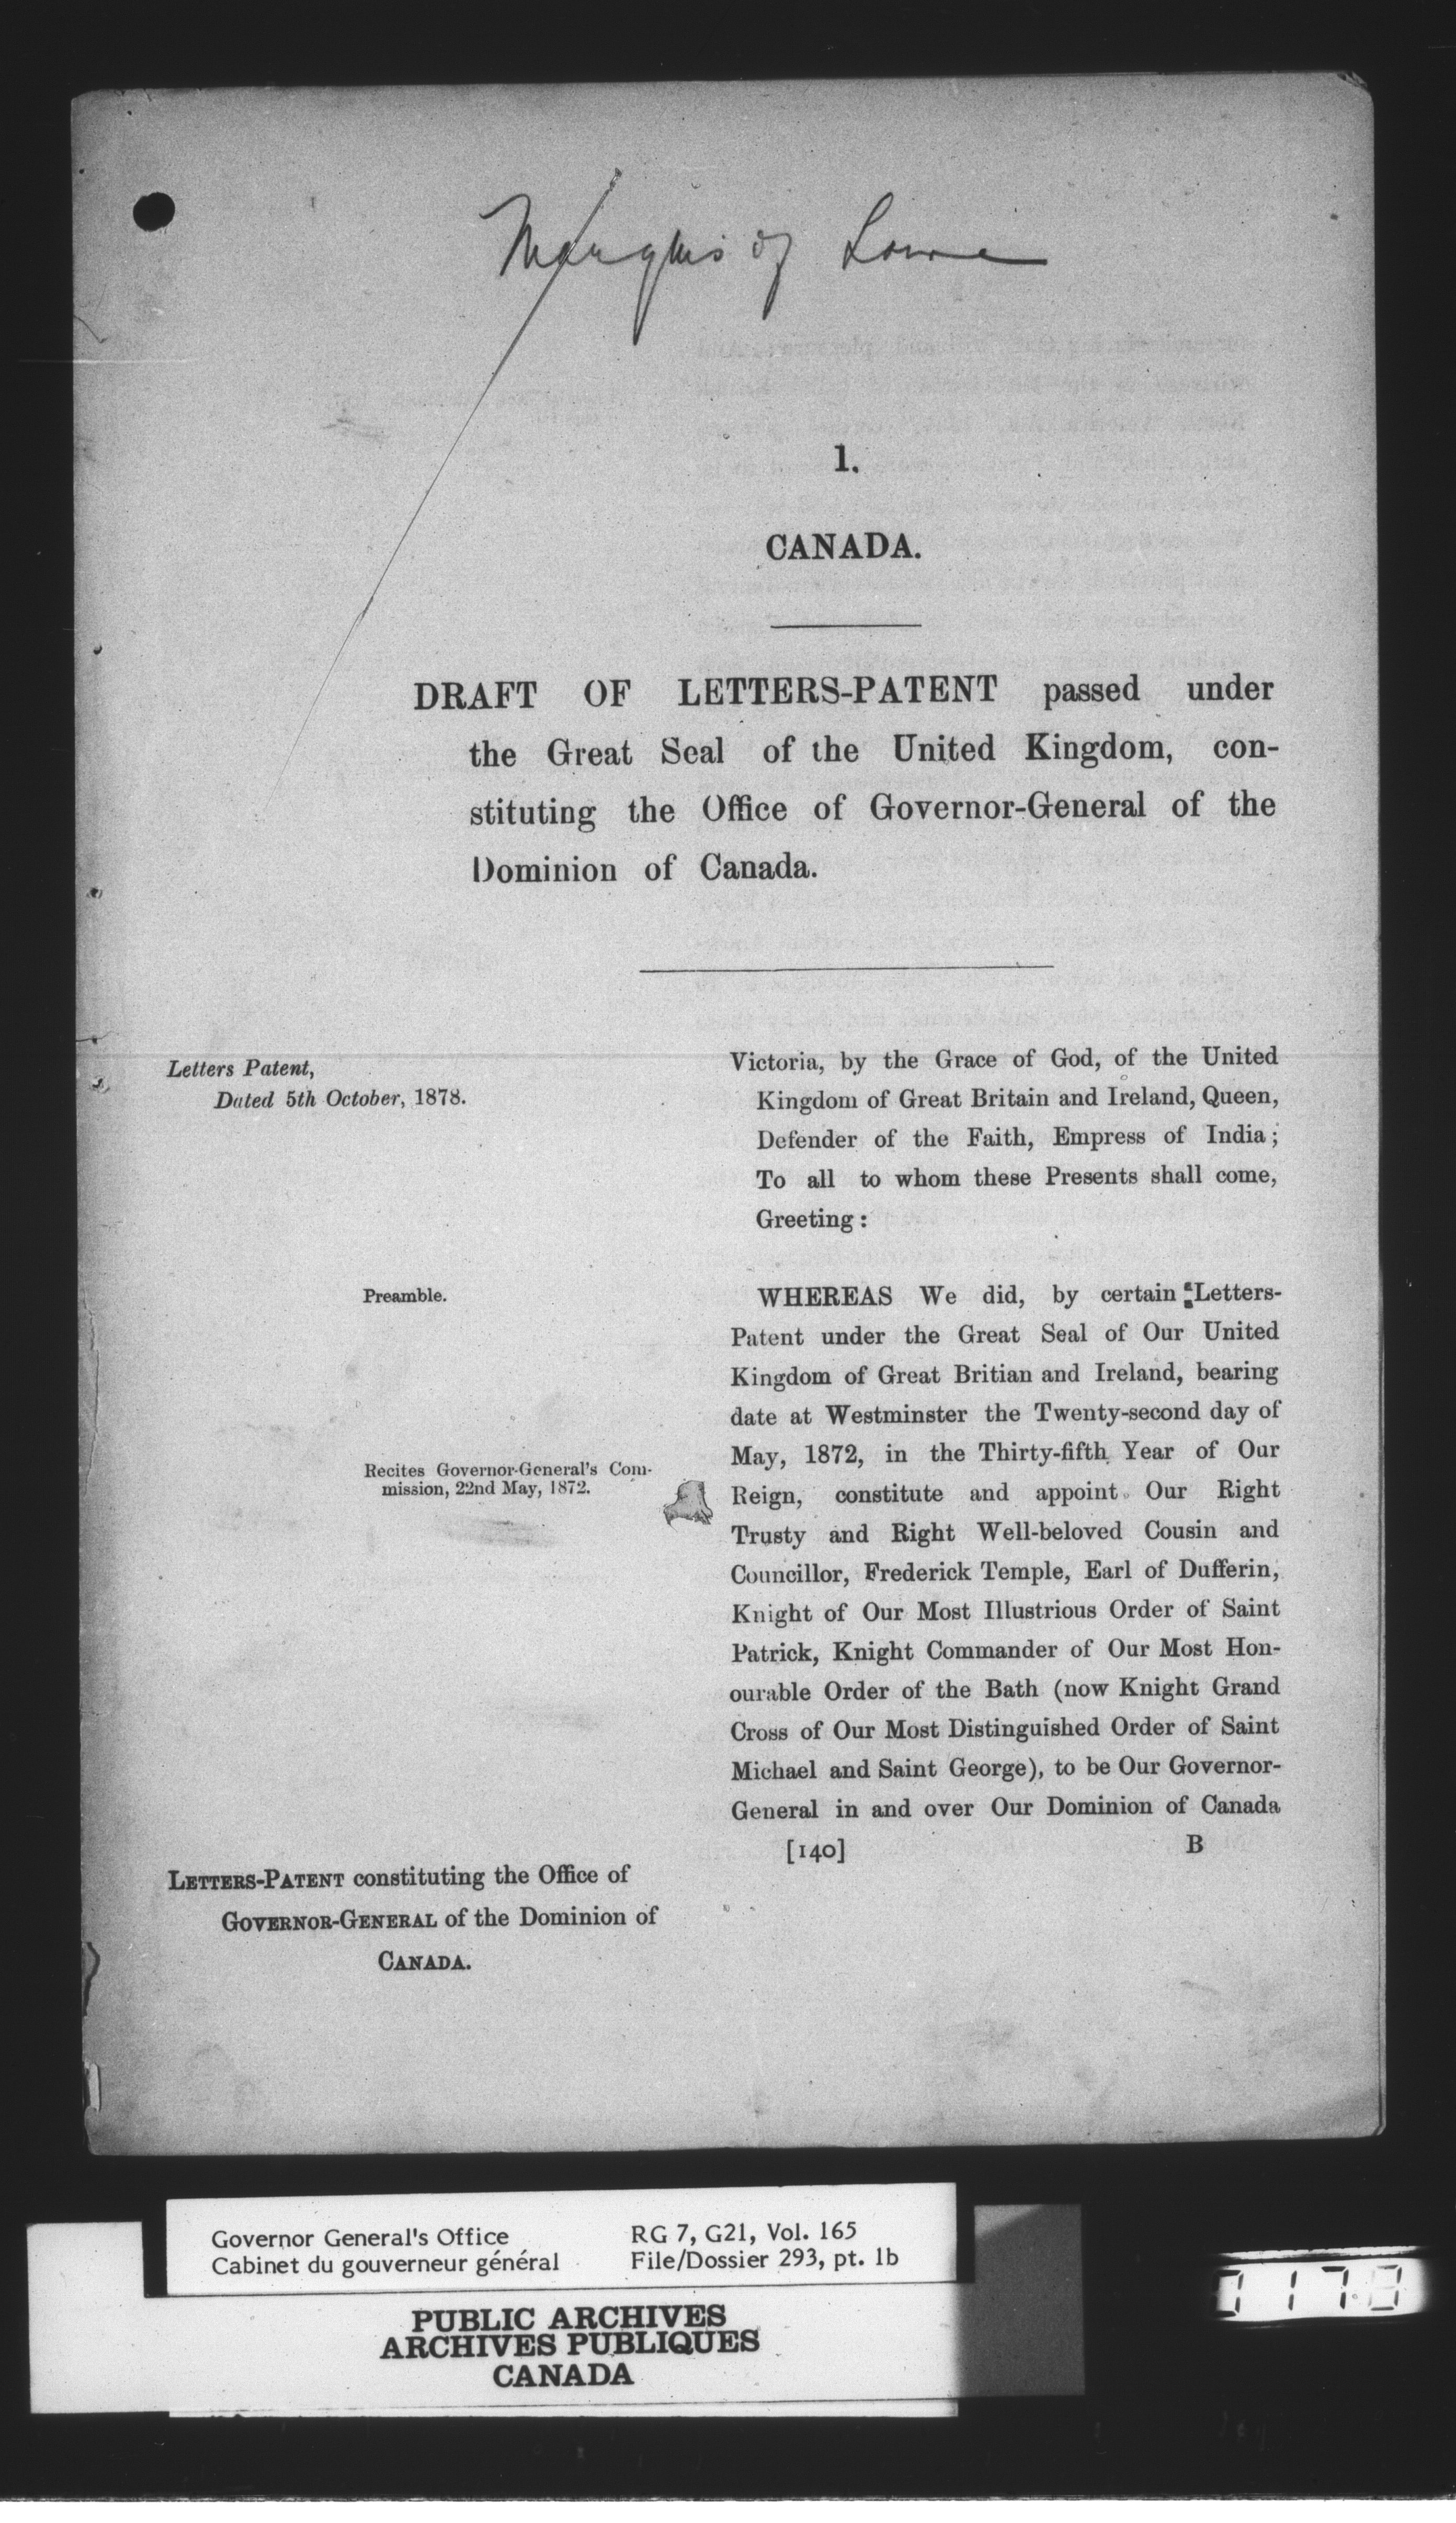 Marquis of Lorne
1.
CANADA.
DRAFT OF LETTERS-PATENT passed under
the Great Seal of the United Kingdom, con-
stituting the Office of Governor-General of the
Dominion of Canada.
Letters Patent,
Dated 5th October, 1878.
Victoria, by the Grace of God, of the United
Kingdom of Great Britain and Ireland, Queen,
Defender of the Faith, Empress of India;
To all to whom these Presents shall come,
Greeting:
Preamble.
WHEREAS We did, by certain Letters-
Patent under the Great Seal of Our United
Kingdom of Great Britian and Ireland, bearing
date at Westminster the Twenty-second day of
May, 1872, in the Thirty-fifth Year of Our
Recites Governor-General's Com-
mission, 22nd May, 1872.
Reign, constitute and appoint Our Right
Trusty and Right Well-beloved Cousin and
Councillor, Frederick Temple, Earl of Dufferin,
Knight of Our Most Illustrious Order of Saint
Patrick, Knight Commander of Our Most Hon-
ourable Order of the Bath (now Knight Grand
Cross of Our Most Distinguished Order of Saint
Michael and Saint George), to be Our Governor-
General in and over Our Dominion of Canada
[140] B
LETTERS-PATENT constituting the Office of
GOVERNOR-GENERAL of the Dominion of
CANADA.
Governor General's Office
Cabinet du gouverneur général
RG 7, G21, Vol. 165
File/Dossier 293, pt. 1b
PUBLIC ARCHIVES
ARCHIVES PUBLIQUES
CANADA